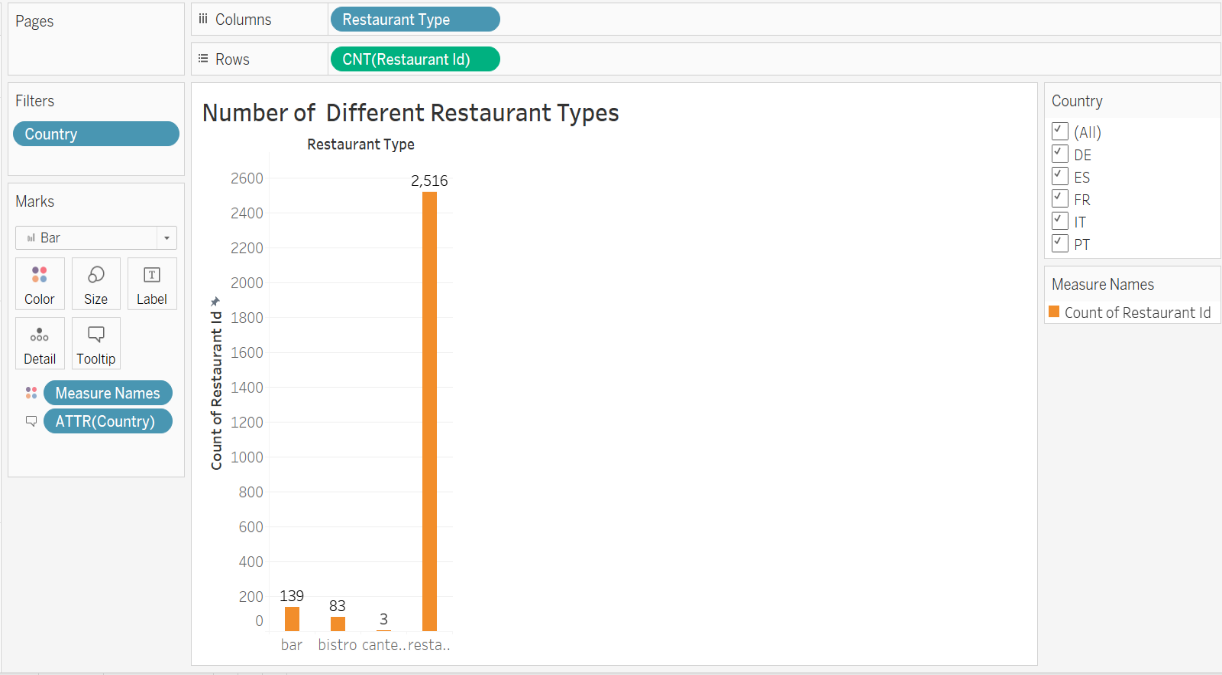 Pages
Columns
Restaurant Type
Rows
CNT(Restaurant Id)
Filters
Country
Marks
Bar
Color
Size
Label
Detail
Tooltip
Measure Names
ATTR(Country)
Number of  Different Restaurant Types
Restaurant Type
Count of Restaurant Id
2600
2400
2200
2000
1800
1600
1400
1200
1000
800
600
400
200
0
139
83
3
2,516
bar
bistro
cante..
resta..
Country
(All)
DE
ES
FR
IT
PT
Measure Names
Count of Restaurant Id